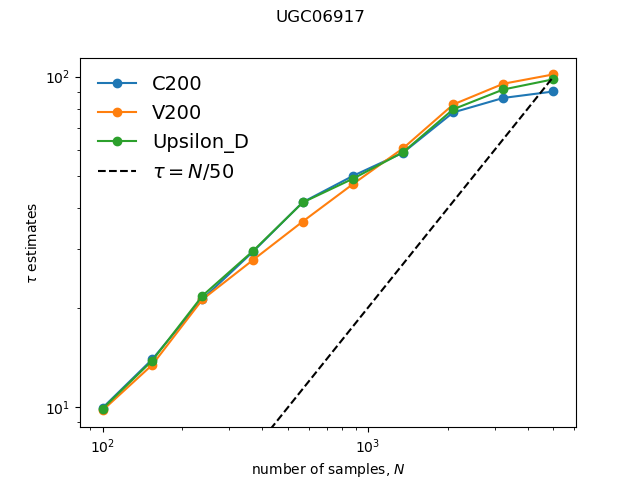 UGC06917
10²
C200
V200
Upsilon_D
τ = N/50
τ estimates
10¹
10²
10³
number of samples, N